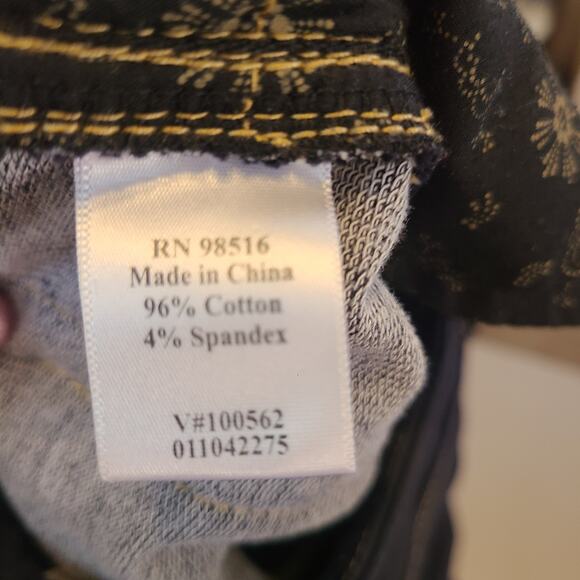 RN 98516
Made in China
96% Cotton
4% Spandex
V#100562
011042275